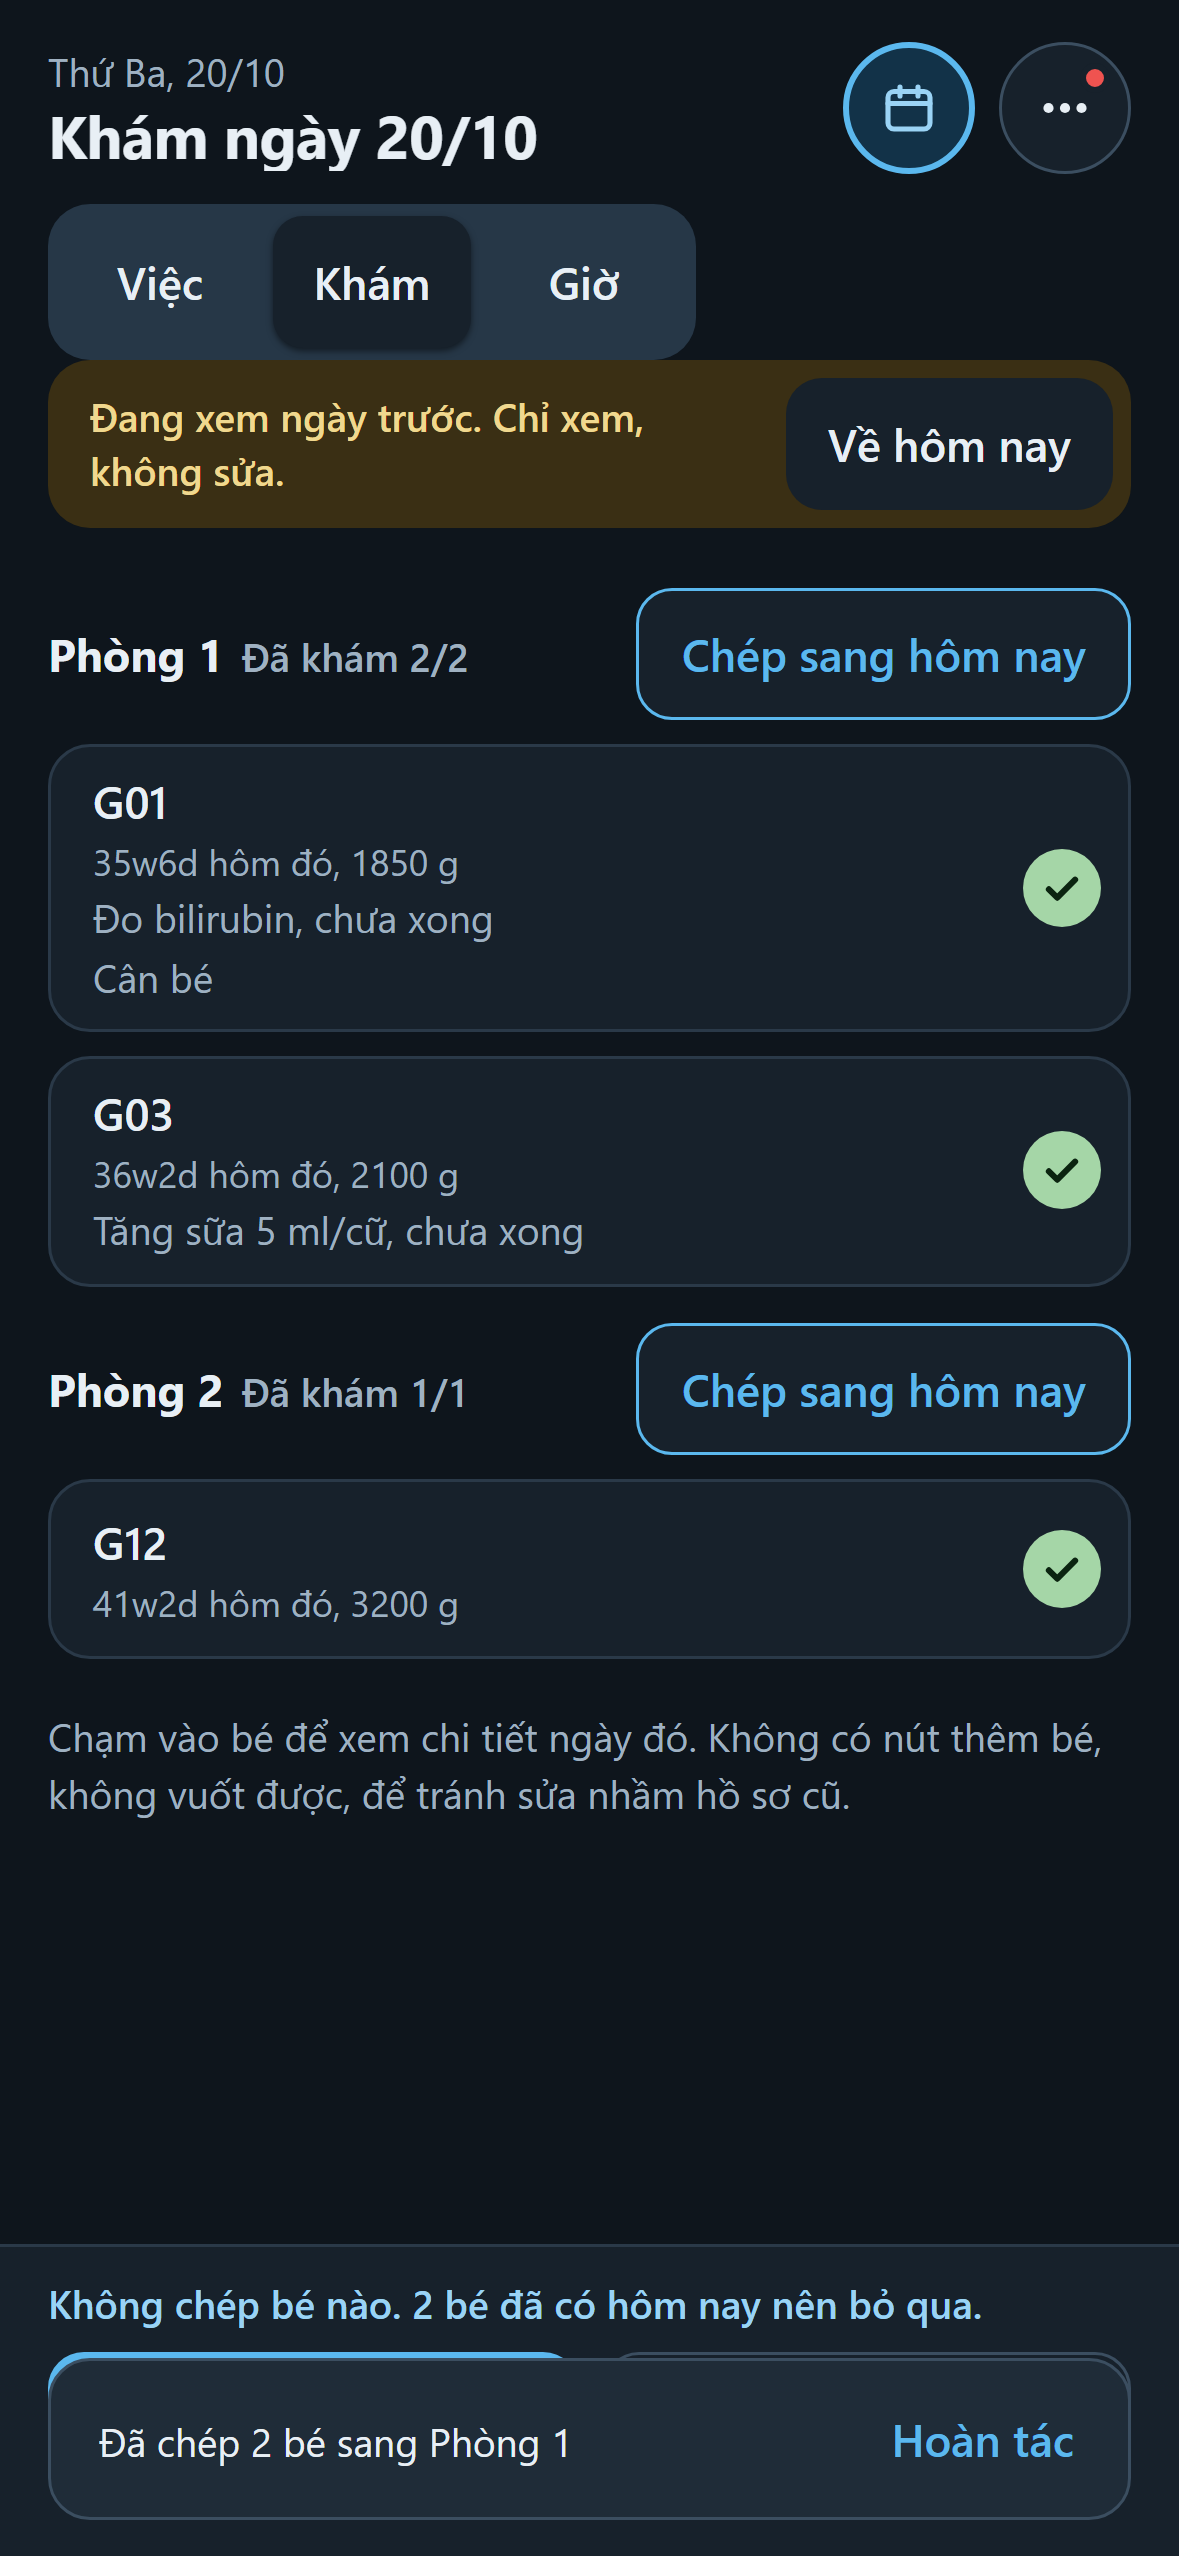 Thứ Ba, 20/10
Khám ngày 20/10
Việc
Khám
Giờ
Đang xem ngày trước. Chỉ xem,
không sửa.
Về hôm nay
Phòng 1 Đã khám 2/2
Chép sang hôm nay
G01
35w6d hôm đó, 1850 g
Đo bilirubin, chưa xong
Cân bé
G03
36w2d hôm đó, 2100 g
Tăng sữa 5 ml/cữ, chưa xong
Phòng 2 Đã khám 1/1
Chép sang hôm nay
G12
41w2d hôm đó, 3200 g
Chạm vào bé để xem chi tiết ngày đó. Không có nút thêm bé,
không vuốt được, để tránh sửa nhầm hồ sơ cũ.
Không chép bé nào. 2 bé đã có hôm nay nên bỏ qua.
Đã chép 2 bé sang Phòng 1
Hoàn tác